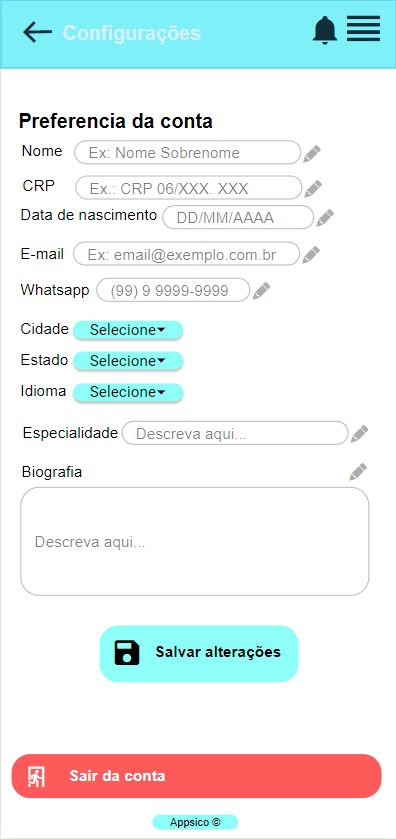 Configurações
Preferencia da conta
Nome Ex: Nome Sobrenome
CRP Ex.: CRP 06/XXX. XXX
Data de nascimento DD/MM/AAAA
E-mail Ex: email@exemplo.com.br
Whatsapp (99) 9 9999-9999
Cidade Selecione
Estado Selecione
Idioma Selecione
Especialidade Descreva aqui...
Biografia
Descreva aqui...
Salvar alterações
Sair da conta
Appsico ©